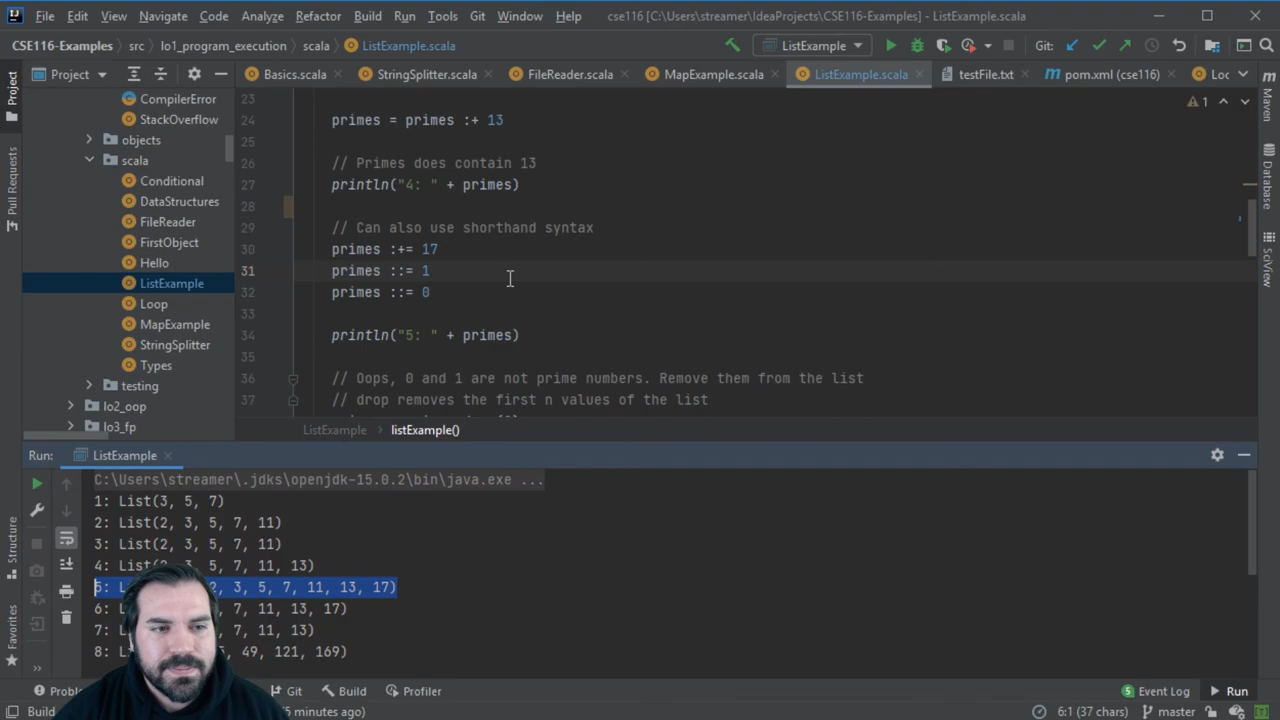 File Edit View Navigate Code Analyze Refactor Build Run Tools Git Window Help cse116 [C:\Users\streamer\IdeaProjects\CSE116-Examples] - ListExample.scala
CSE116-Examples src lo1_program_execution scala ListExample.scala ListExample Git:
Project Basics.scala StringSplitter.scala FileReader.scala MapExample.scala ListExample.scala testFile.txt pom.xml (cse116) Loc
Project
Pull Requests
Structure
Favorites
CompilerError
StackOverflow
objects
scala
Conditional
DataStructures
FileReader
FirstObject
Hello
ListExample
Loop
MapExample
StringSplitter
Types
testing
lo2_oop
lo3_fp
23
24 primes = primes :+ 13
25
26 // Primes does contain 13
27 println("4: " + primes)
28
29 // Can also use shorthand syntax
30 primes :+= 17
31 primes ::= 1
32 primes ::= 0
33
34 println("5: " + primes)
35
36 // Oops, 0 and 1 are not prime numbers. Remove them from the list
37 // drop removes the first n values of the list
1
Maven
Database
SciView
ListExample listExample()
Run: ListExample
C:\Users\streamer\.jdks\openjdk-15.0.2\bin\java.exe ...
1: List(3, 5, 7)
2: List(2, 3, 5, 7, 11)
3: List(2, 3, 5, 7, 11)
4: List(2, 3, 5, 7, 11, 13)
5: 2, 3, 5, 7, 11, 13, 17)
6: 7, 11, 13, 17)
7: 7, 11, 13)
8: 49, 121, 169)
Git Build Profiler Event Log Run
Build 5 minutes ago) 6:1 (37 chars) master